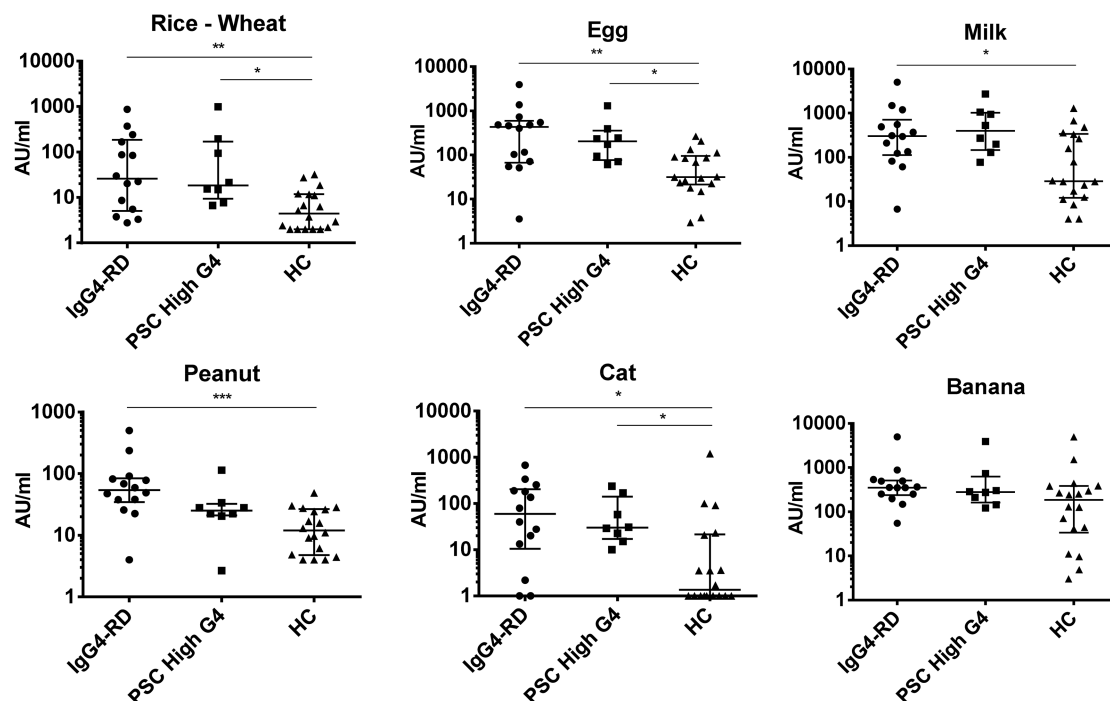 Rice - Wheat
**
*
AU/ml
10000
1000
100
10
1
IgG4-RD
PSC High G4
HC
Egg
**
*
AU/ml
10000
1000
100
10
1
IgG4-RD
PSC High G4
HC
Milk
*
AU/ml
10000
1000
100
10
1
IgG4-RD
PSC High G4
HC
Peanut
***
AU/ml
1000
100
10
1
IgG4-RD
PSC High G4
HC
Cat
*
*
AU/ml
10000
1000
100
10
1
IgG4-RD
PSC High G4
HC
Banana
AU/ml
10000
1000
100
10
1
IgG4-RD
PSC High G4
HC